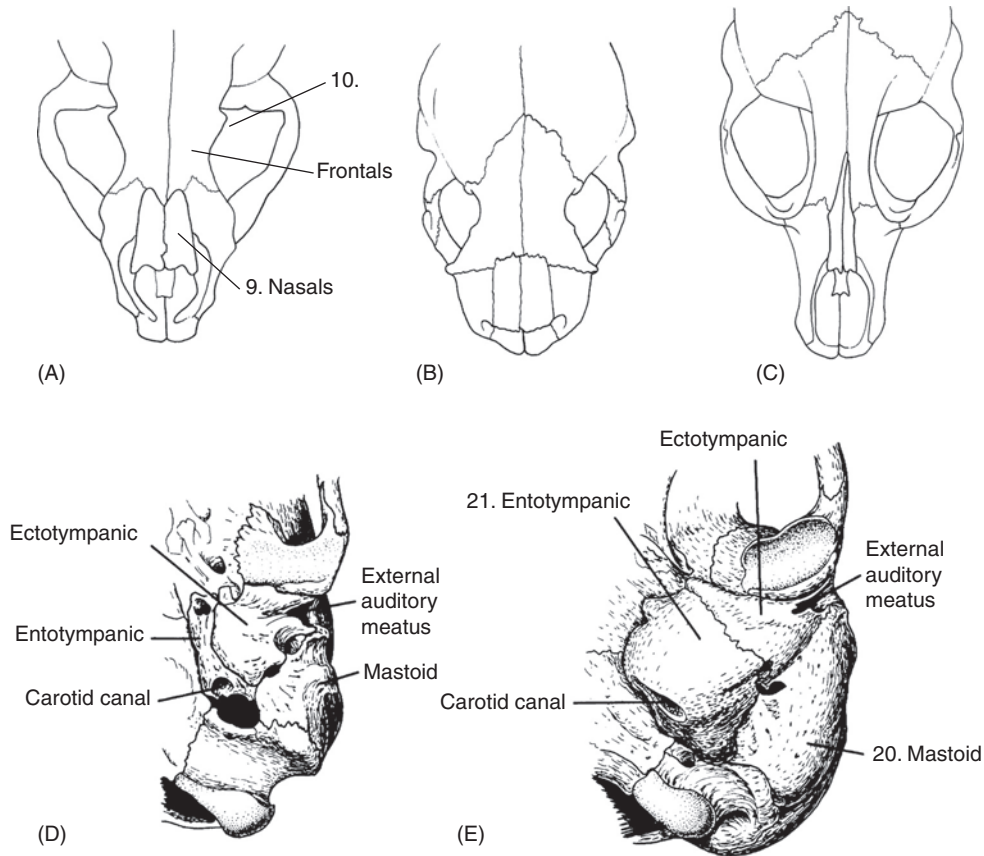 10.
Frontals
9. Nasals
(A)
(B)
(C)
Ectotympanic
External
auditory
meatus
Entotympanic
Mastoid
Carotid canal
(D)
Ectotympanic
21. Entotympanic
External
auditory
meatus
Carotid canal
20. Mastoid
(E)